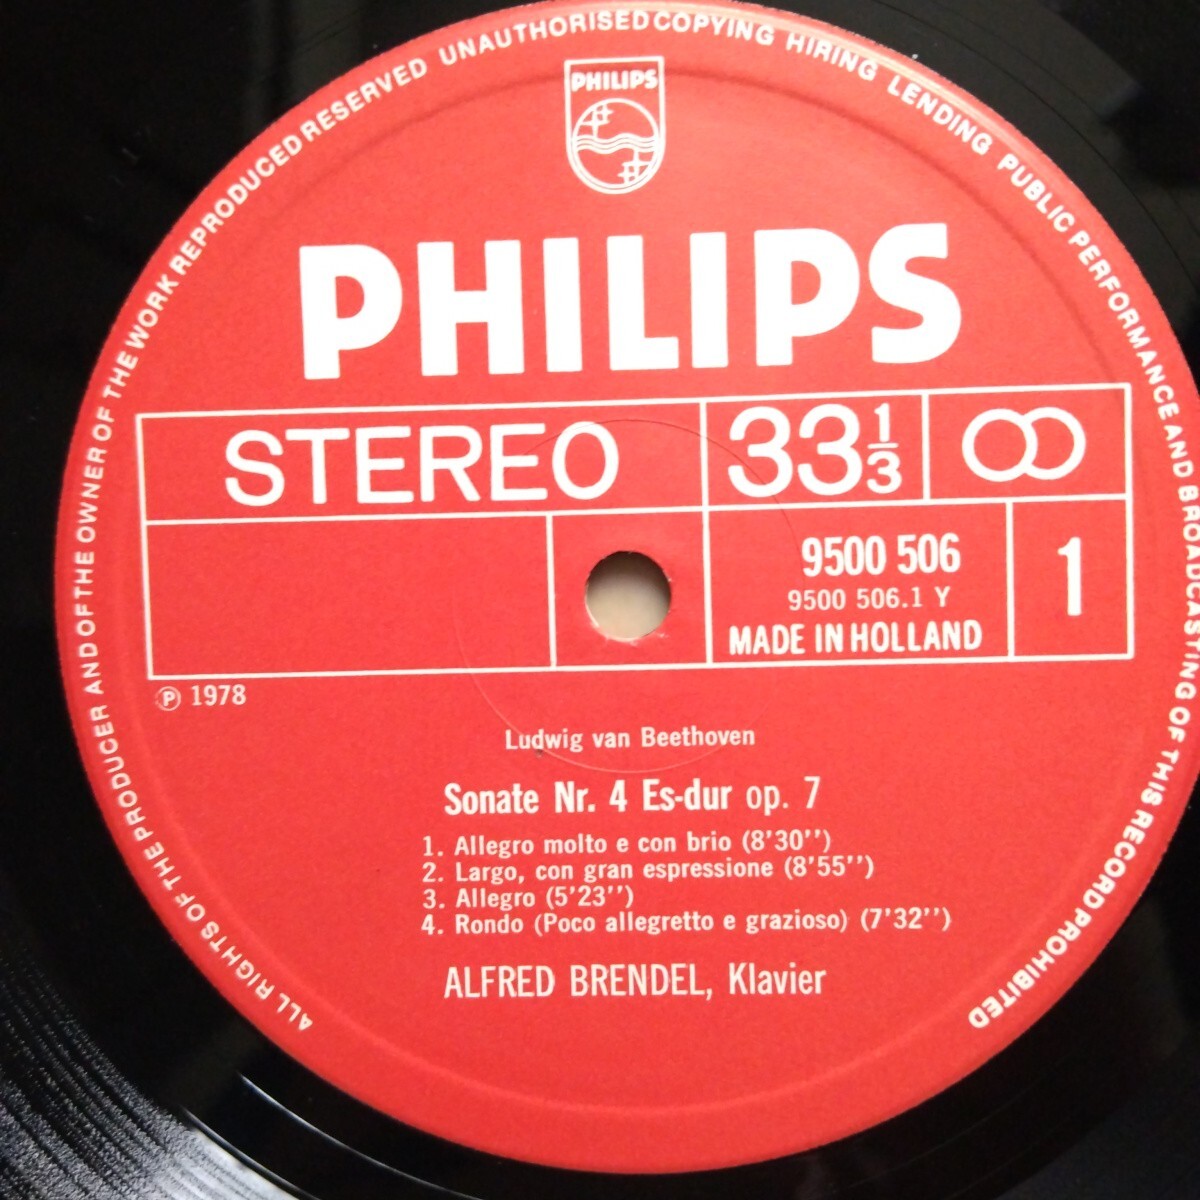 ALL RIGHTS OF THE PRODUCER AND OF THE OWNER OF THE WORK REPRODUCED RESERVED UNAUTHORISED COPYING HIRING LENDING PUBLIC PERFORMANCE AND BROADCASTING OF THIS RECORD PROHIBITED
PHILIPS
PHILIPS
STEREO 33 1/3
9500 506
9500 506.1 Y
MADE IN HOLLAND
1
Ⓟ 1978
Ludwig van Beethoven
Sonate Nr. 4 Es-dur op. 7
1. Allegro molto e con brio (8'30'')
2. Largo, con gran espressione (8'55'')
3. Allegro (5'23'')
4. Rondo (Poco allegretto e grazioso) (7'32'')
ALFRED BRENDEL, Klavier